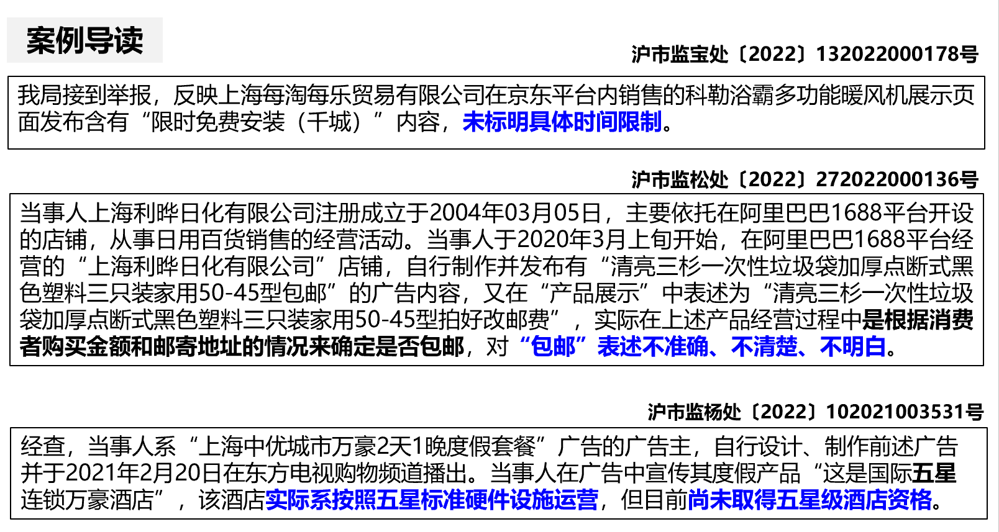 案例导读
沪市监宝处〔2022〕132022000178号
我局接到举报，反映上海每淘每乐贸易有限公司在京东平台内销售的科勒浴霸多功能暖风机展示页
面发布含有“限时免费安装（千城）”内容，未标明具体时间限制。
沪市监松处〔2022〕272022000136号
当事人上海利晔日化有限公司注册成立于2004年03月05日，主要依托在阿里巴巴1688平台开设
的店铺，从事日用百货销售的经营活动。当事人于2020年3月上旬开始，在阿里巴巴1688平台经
营的“上海利晔日化有限公司”店铺，自行制作并发布有“清亮三杉一次性垃圾袋加厚点断式黑
色塑料三只装家用50-45型包邮”的广告内容，又在“产品展示”中表述为“清亮三杉一次性垃圾
袋加厚点断式黑色塑料三只装家用50-45型拍好改邮费”，实际在上述产品经营过程中是根据消费
者购买金额和邮寄地址的情况来确定是否包邮，对“包邮”表述不准确、不清楚、不明白。
沪市监杨处〔2022〕102021003531号
经查，当事人系“上海中优城市万豪2天1晚度假套餐”广告的广告主，自行设计、制作前述广告
并于2021年2月20日在东方电视购物频道播出。当事人在广告中宣传其度假产品“这是国际五星
连锁万豪酒店”，该酒店实际系按照五星标准硬件设施运营，但目前尚未取得五星级酒店资格。